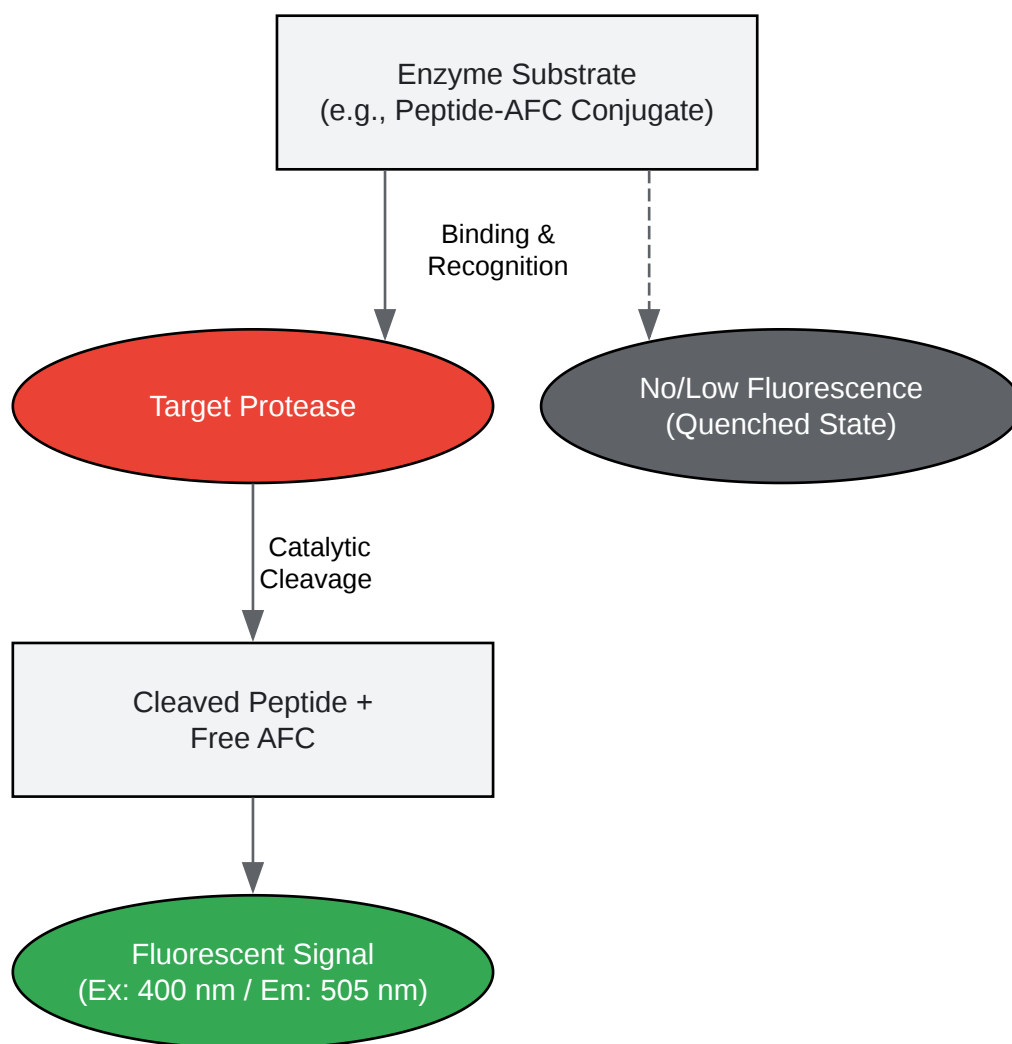 Enzyme Substrate
(e.g., Peptide-AFC Conjugate)
Binding &
Recognition
Target Protease
No/Low Fluorescence
(Quenched State)
Catalytic
Cleavage
Cleaved Peptide +
Free AFC
Fluorescent Signal
(Ex: 400 nm / Em: 505 nm)